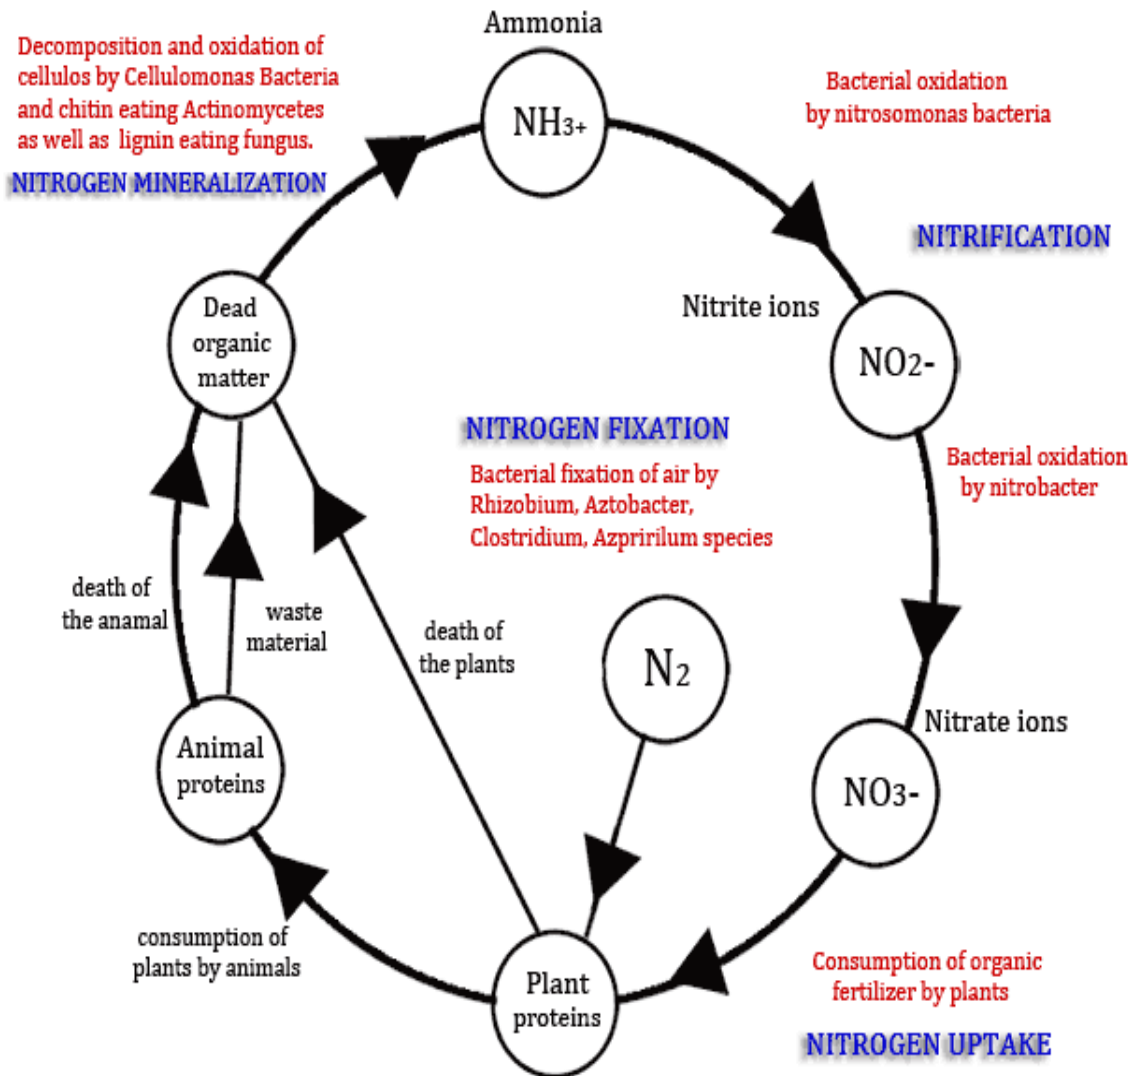 Ammonia
NH3+
Decomposition and oxidation of
cellulos by Cellulomonas Bacteria
and chitin eating Actinomycetes
as well as lignin eating fungus.
NITROGEN MINERALIZATION
Bacterial oxidation
by nitrosomonas bacteria
NITRIFICATION
Nitrite ions
NO2-
Dead
organic
matter
NITROGEN FIXATION
Bacterial fixation of air by
Rhizobium, Aztobacter,
Clostridium, Azpririlum species
Bacterial oxidation
by nitrobacter
death of
the anamal
waste
material
death of
the plants
N2
Nitrate ions
NO3-
Animal
proteins
consumption of
plants by animals
Plant
proteins
Consumption of organic
fertilizer by plants
NITROGEN UPTAKE